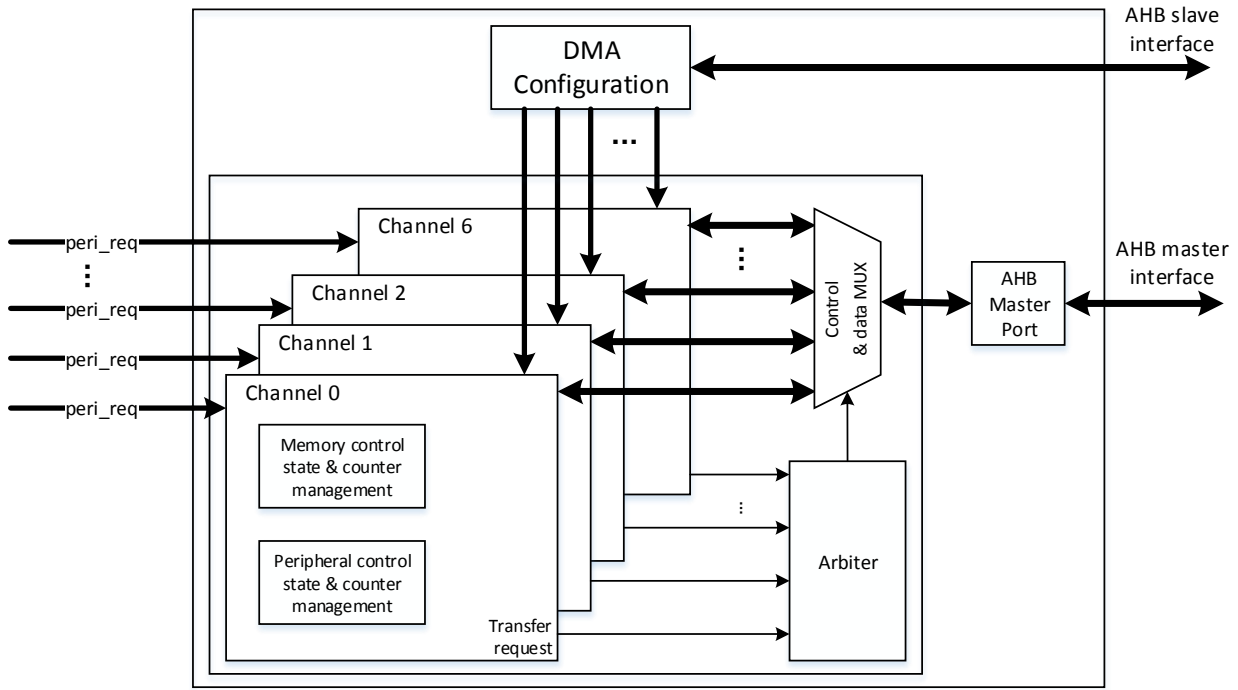 AHB slave
interface
DMA
Configuration
...
Channel 6
peri_req
...
...
AHB master
interface
Channel 2
peri_req
AHB
Master
Port
Control
& data MUX
Channel 1
peri_req
Channel 0
peri_req
Memory control
state & counter
management
...
Peripheral control
state & counter
management
Arbiter
Transfer
request